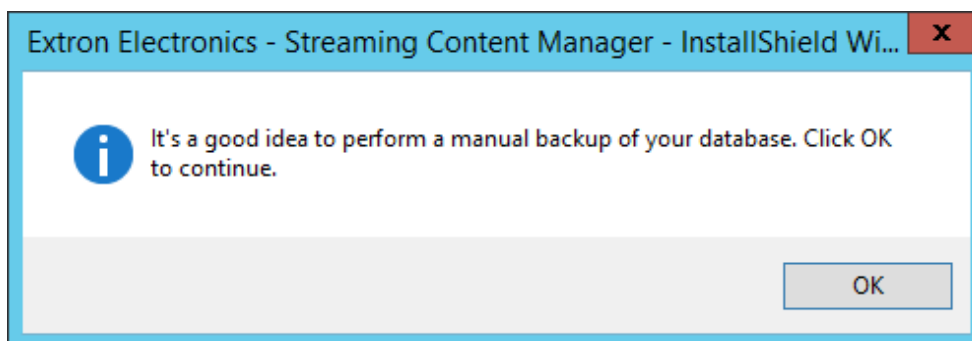 Extron Electronics - Streaming Content Manager - InstallShield Wi...
x
It's a good idea to perform a manual backup of your database. Click OK
to continue.
OK